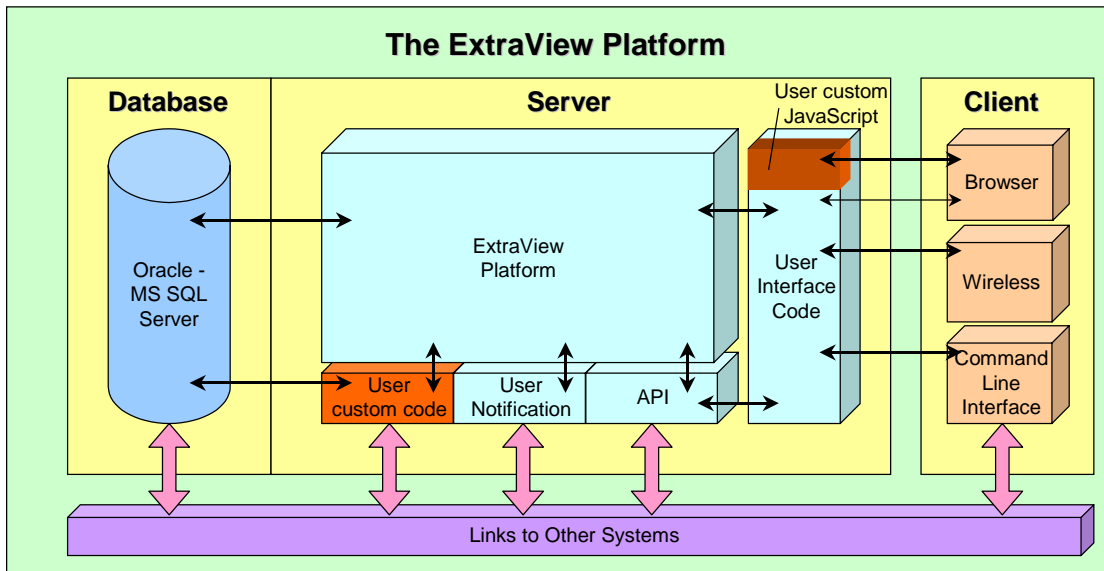 The ExtraView Platform
Database
Server
User custom
JavaScript
Client
Oracle -
MS SQL
Server
ExtraView
Platform
User
Interface
Code
Browser
Wireless
Command
Line
Interface
User
custom code
User
Notification
API
Links to Other Systems